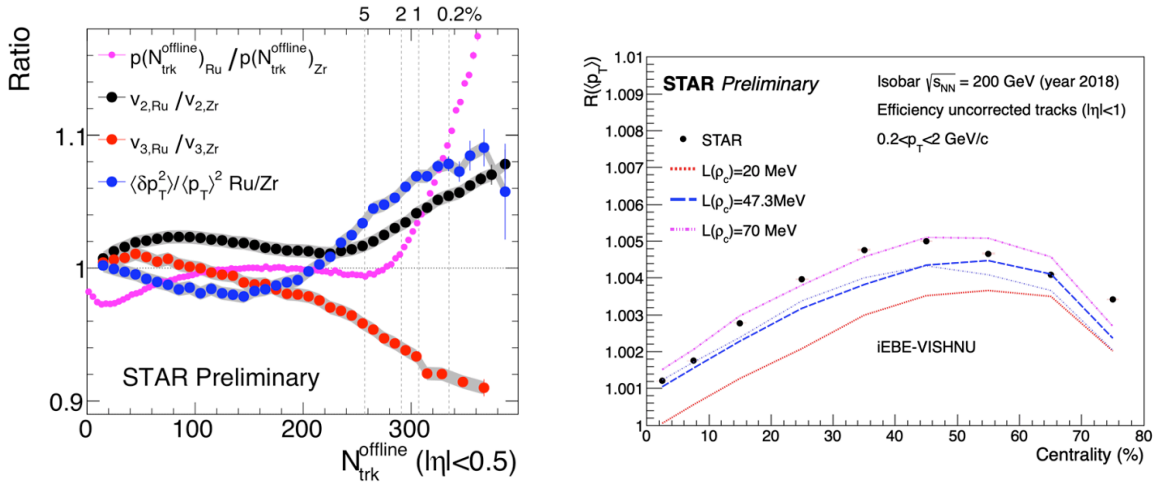 5 2 1 0.2%
Ratio
p(N_trk^offline)_Ru / p(N_trk^offline)_Zr
v_2,Ru / v_2,Zr
v_3,Ru / v_3,Zr
⟨δp_T^2⟩/⟨p_T⟩^2 Ru/Zr
1.1
1
0.9
STAR Preliminary
0 100 200 300
N_trk^offline (|η|<0.5)
R(⟨p_T⟩)
1.01
1.009
1.008
1.007
1.006
1.005
1.004
1.003
1.002
1.001
1
STAR Preliminary
Isobar √s_NN = 200 GeV (year 2018)
Efficiency uncorrected tracks (|η|<1)
0.2<p_T<2 GeV/c
STAR
L(ρ_c)=20 MeV
L(ρ_c)=47.3MeV
L(ρ_c)=70 MeV
iEBE-VISHNU
0 10 20 30 40 50 60 70 80
Centrality (%)